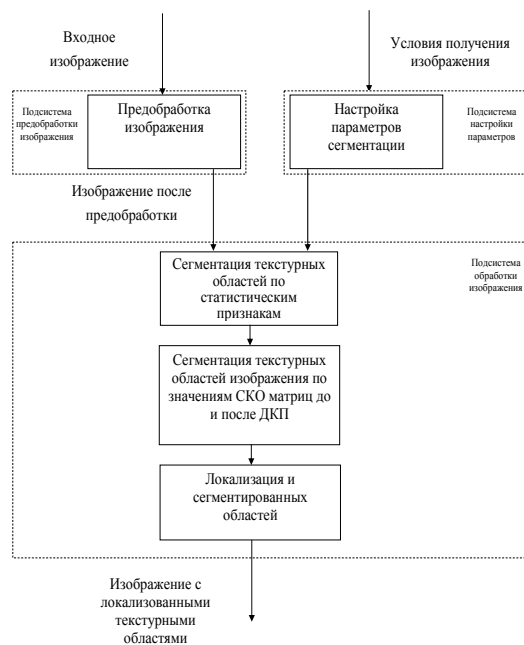 Входное
изображение
Условия получения
изображения
Подсистема
предобработки
изображения
Предобработка
изображения
Настройка
параметров
сегментации
Подсистема
настройки
параметров
Изображение после
предобработки
Сегментация текстурных
областей по
статистическим
признакам
Подсистема
обработки
изображения
Сегментация текстурных
областей изображения по
значениям СКО матриц до
и после ДКП
Локализация и
сегментированных
областей
Изображение с
локализованными
текстурными
областями